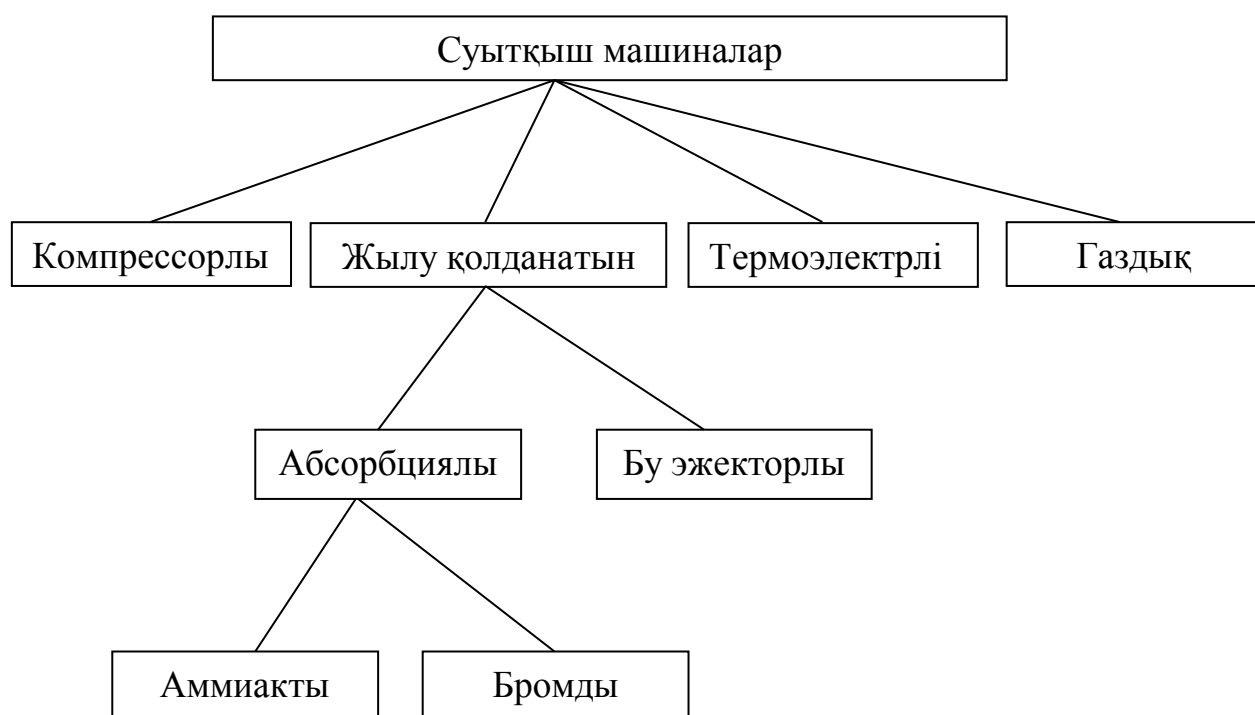 Суытқыш машиналар
Компрессорлы
Жылу қолданатын
Термоэлектрлі
Газдық
Абсорбциялы
Бу эжекторлы
Аммиакты
Бромды